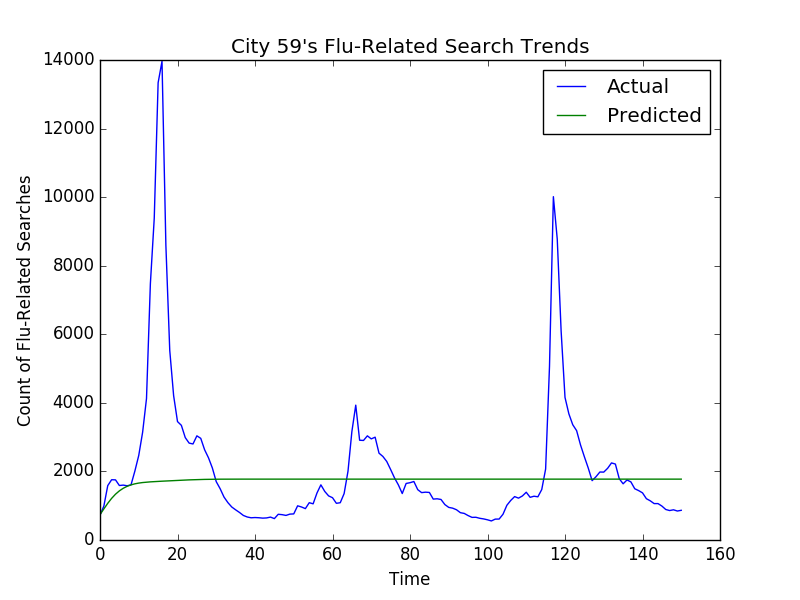 City 59's Flu-Related Search Trends
Actual
Predicted
Count of Flu-Related Searches
14000
12000
10000
8000
6000
4000
2000
0
0 20 40 60 80 100 120 140 160
Time